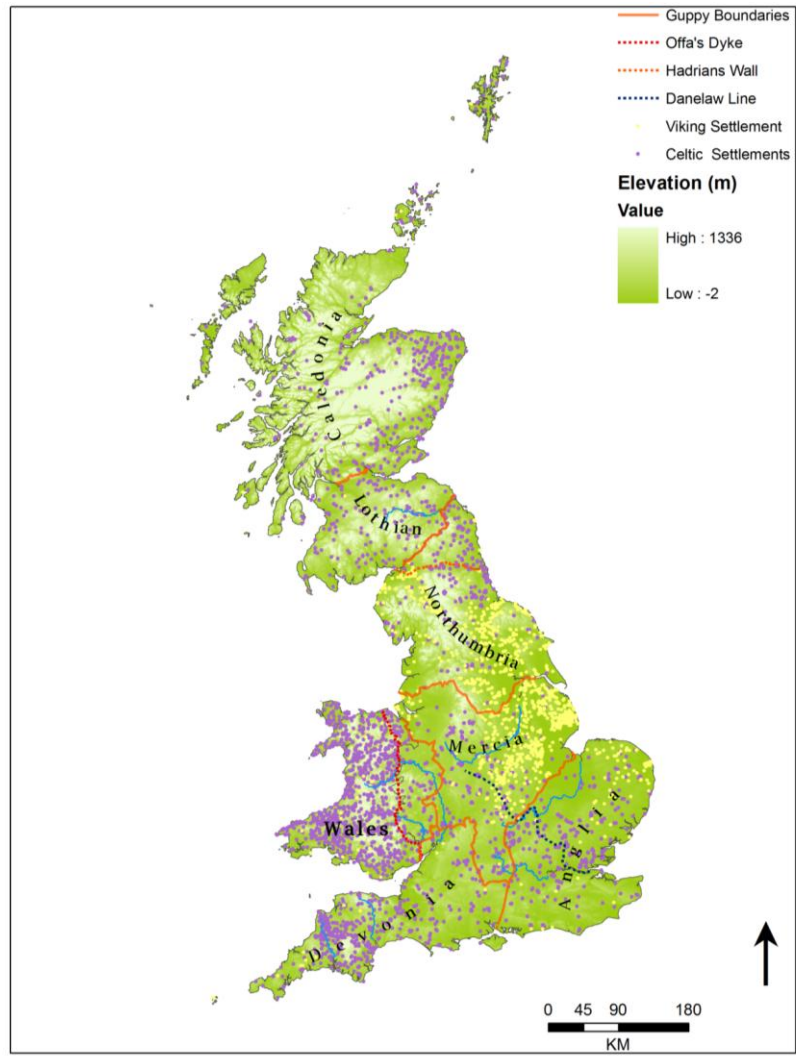 Guppy Boundaries
Offa's Dyke
Hadrians Wall
Danelaw Line
Viking Settlement
Celtic Settlements
Elevation (m)
Value
High : 1336
Low : -2
Caledonia
Lothian
Northumbria
Mercia
Wales
Anglia
Devonia
0 45 90 180
KM